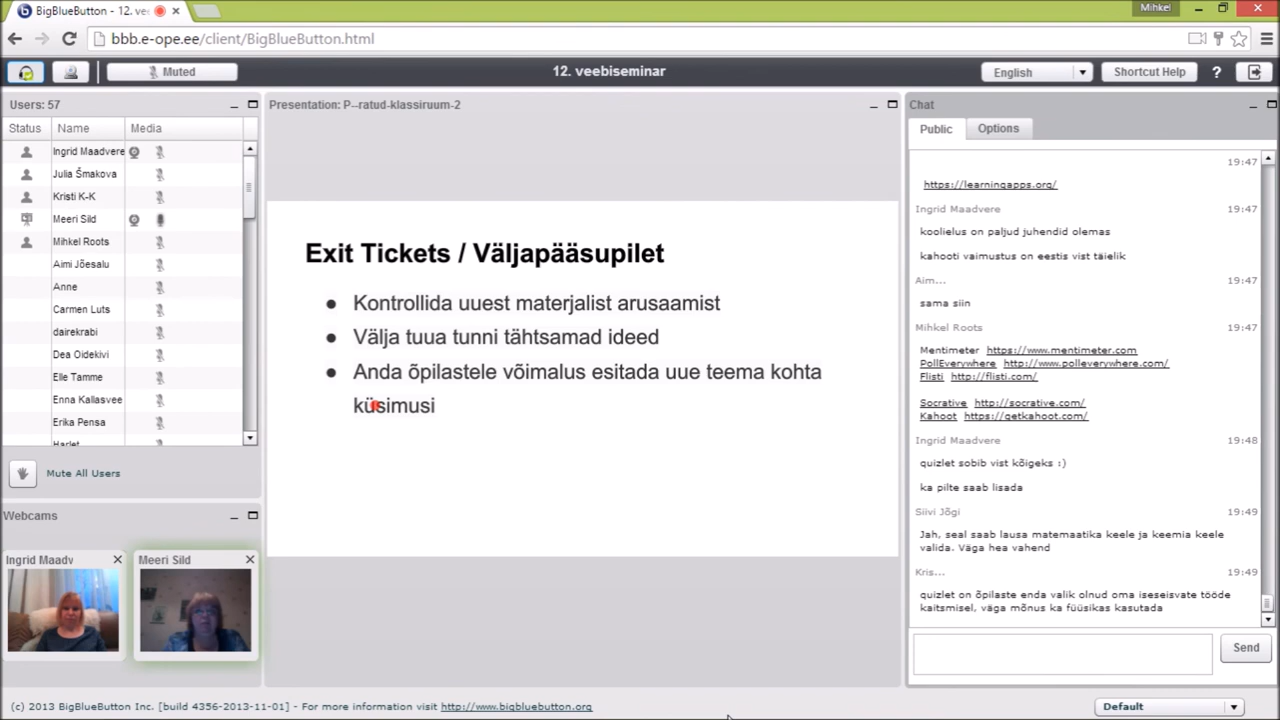 BigBlueButton - 12. vee
Mihkel
bbb.e-ope.ee/client/BigBlueButton.html
Muted
12. veebiseminar
English
Shortcut Help
?
Users: 57
Status Name Media
Ingrid Maadvere
Julia Šmakova
Kristi K-K
Meeri Sild
Mihkel Roots
Aimi Jõesalu
Anne
Carmen Luts
dairekrabi
Dea Oidekivi
Elle Tamme
Enna Kallasvee
Erika Pensa
Harlet
Mute All Users
Webcams
Ingrid Maadv
Meeri Sild
Presentation: P--ratud-klassiruum-2
Exit Tickets / Väljapääsupilet
● Kontrollida uuest materjalist arusaamist
● Välja tuua tunni tähtsamad ideed
● Anda õpilastele võimalus esitada uue teema kohta
küsimusi
Chat
Public Options
19:47
https://learningapps.org/
Ingrid Maadvere 19:47
koolielus on paljud juhendid olemas
kahooti vaimustus on eestis vist täielik
Aim... 19:47
sama siin
Mihkel Roots 19:47
Mentimeter https://www.mentimeter.com
PollEverywhere http://www.polleverywhere.com/
Flisti http://flisti.com/
Socrative http://socrative.com/
Kahoot https://getkahoot.com/
Ingrid Maadvere 19:48
quizlet sobib vist kõigeks :)
ka pilte saab lisada
Siivi Jõgi 19:49
Jah, seal saab lausa matemaatika keele ja keemia keele
valida. Väga hea vahend
Kris... 19:49
quizlet on õpilaste enda valik olnud oma iseseisvate tööde
kaitsmisel, väga mõnus ka füüsikas kasutada
Send
(c) 2013 BigBlueButton Inc. [build 4356-2013-11-01] - For more information visit http://www.bigbluebutton.org
Default